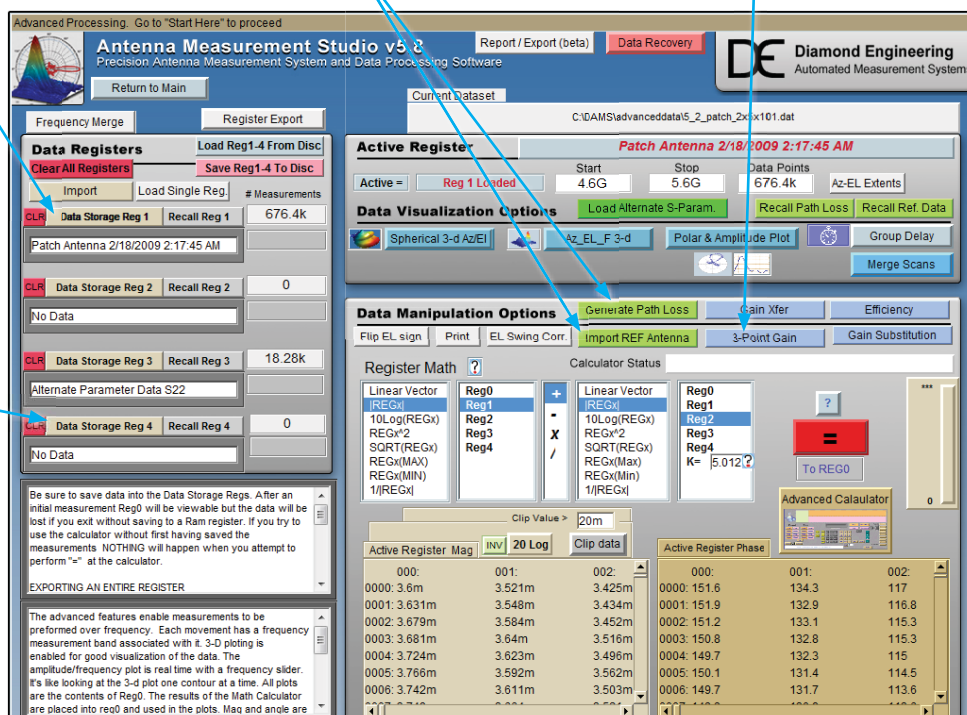 Advanced Processing. Go to "Start Here" to proceed
Antenna Measurement Studio v5.8
Precision Antenna Measurement System and Data Processing Software
Report / Export (beta)
Data Recovery
DE
Diamond Engineering
Automated Measurement Systems
Return to Main
Current Dataset
C:\DAMS\advanceddata\5_2_patch_2x5x101.dat
Frequency Merge
Register Export
Data Registers
Load Reg1-4 From Disc
Clear All Registers
Save Reg1-4 To Disc
Import
Load Single Reg.
# Measurements
CLR
Data Storage Reg 1
Recall Reg 1
676.4k
Patch Antenna 2/18/2009 2:17:45 AM
CLR
Data Storage Reg 2
Recall Reg 2
0
No Data
CLR
Data Storage Reg 3
Recall Reg 3
18.28k
Alternate Parameter Data S22
CLR
Data Storage Reg 4
Recall Reg 4
0
No Data
Active Register
Patch Antenna 2/18/2009 2:17:45 AM
Active =
Reg 1 Loaded
Start
4.6G
Stop
5.6G
Data Points
676.4k
Az-EL Extents
Data Visualization Options
Load Alternate S-Param.
Recall Path Loss
Recall Ref. Data
Spherical 3-d Az/El
Az_EL_F 3-d
Polar & Amplitude Plot
Group Delay
Merge Scans
Data Manipulation Options
Generate Path Loss
Gain Xfer
Efficiency
Flip EL sign
Print
EL Swing Corr.
Import REF Antenna
3-Point Gain
Gain Substitution
Register Math
?
Calculator Status
Linear Vector
|REGx|
10Log(REGx)
REGx^2
SQRT(REGx)
REGx(MAX)
REGx(MIN)
1/|REGx|
Reg0
Reg1
Reg2
Reg3
Reg4
+
-
X
/
Linear Vector
|REGx|
10Log(REGx)
REGx^2
SQRT(REGx)
REGx(Max)
REGx(Min)
1/|REGx|
Reg0
Reg1
Reg2
Reg3
Reg4
K= 5.012 ?
?
=
To REG0
***
0
Advanced Calaulator
Clip Value >
20m
Active Register Mag
INV
20 Log
Clip data
Active Register Phase
000: 001: 002:
0000: 3.6m 3.521m 3.425m
0001: 3.631m 3.548m 3.434m
0002: 3.679m 3.584m 3.452m
0003: 3.681m 3.64m 3.516m
0004: 3.724m 3.623m 3.496m
0005: 3.766m 3.592m 3.562m
0006: 3.742m 3.611m 3.503m
000: 001: 002:
0000: 151.6 134.3 117
0001: 151.9 132.9 116.8
0002: 151.2 133.1 115.3
0003: 150.8 132.8 115.3
0004: 149.7 132.3 115
0005: 150.1 131.4 114.5
0006: 149.7 131.7 113.6
Be sure to save data into the Data Storage Regs. After an
initial measurement Reg0 will be viewable but the data will be
lost if you exit without saving to a Ram register. If you try to
use the calculator without first having saved the
measurements NOTHING will happen when you attempt to
perform "=" at the calculator.
EXPORTING AN ENTIRE REGISTER
The advanced features enable measurements to be
preformed over frequency. Each movement has a frequency
measurement band associated with it. 3-D ploting is
enabled for good visualization of the data. The
amplitude/frequency plot is real time with a frequency slider.
It's like looking at the 3-d plot one contour at a time. All plots
are the contents of Reg0. The results of the Math Calculator
are placed into reg0 and used in the plots. Mag and angle are